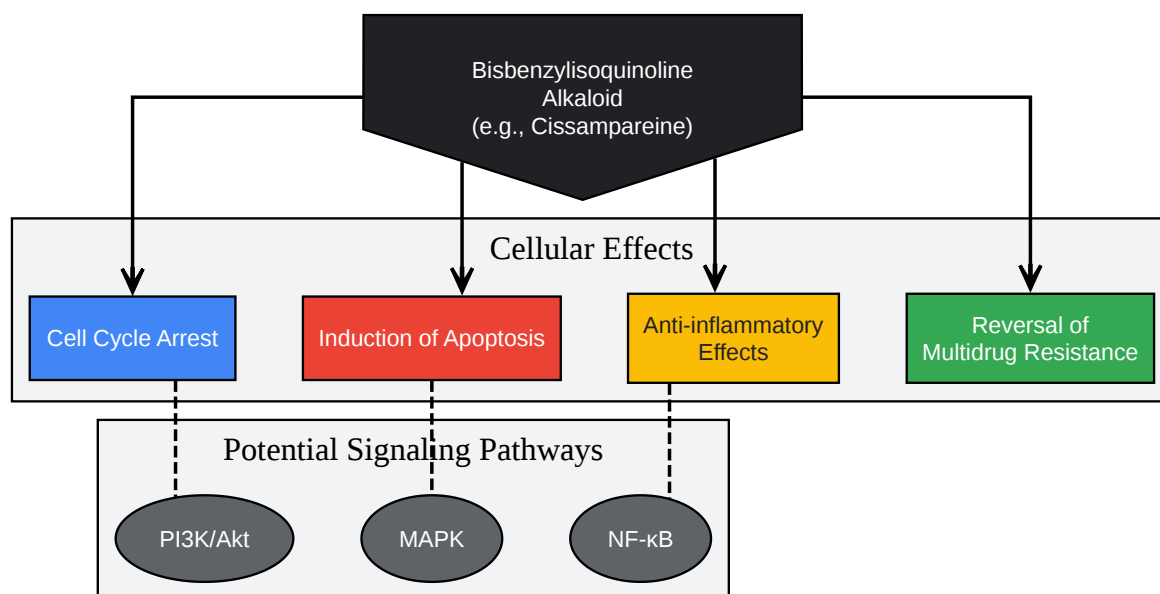 Bisbenzylisoquinoline
Alkaloid
(e.g., Cissampareine)
Cellular Effects
Cell Cycle Arrest
Induction of Apoptosis
Anti-inflammatory
Effects
Reversal of
Multidrug Resistance
Potential Signaling Pathways
PI3K/Akt
MAPK
NF-κB